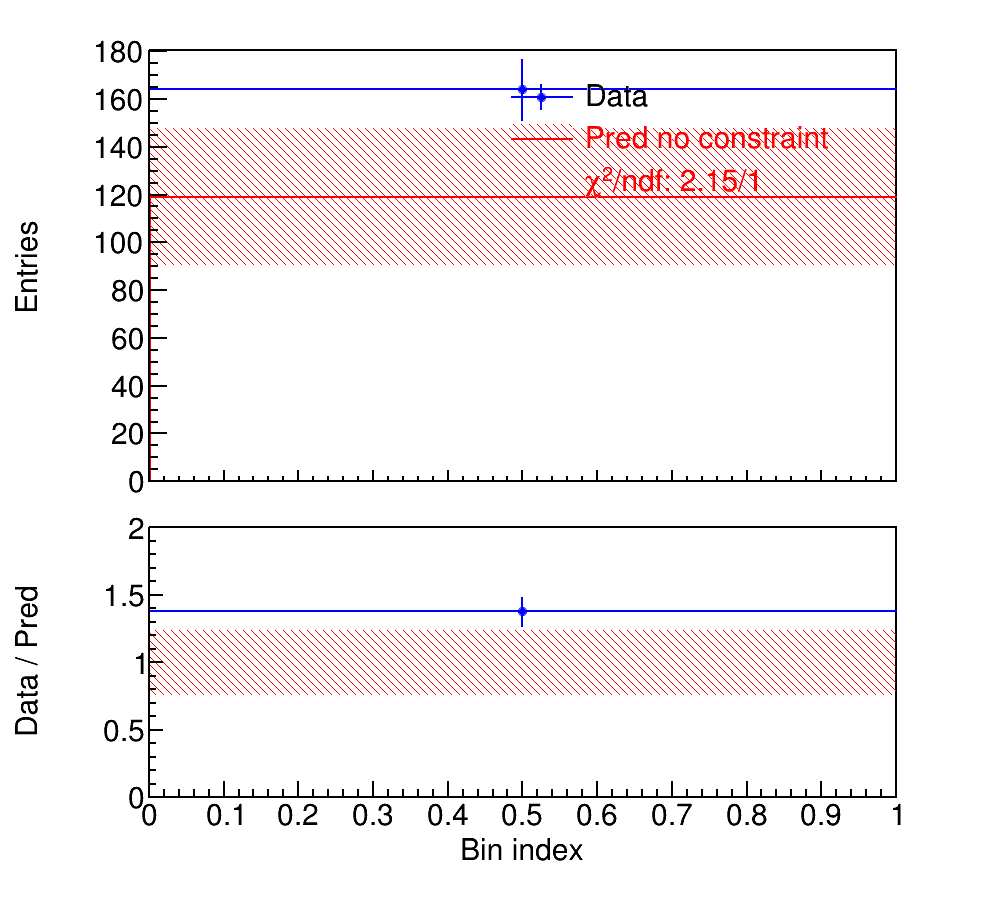 180
160
140
120
100
80
60
40
20
0
Entries
Data
Pred no constraint
χ²/ndf: 2.15/1
2
1.5
1
0.5
0
Data / Pred
0 0.1 0.2 0.3 0.4 0.5 0.6 0.7 0.8 0.9 1
Bin index